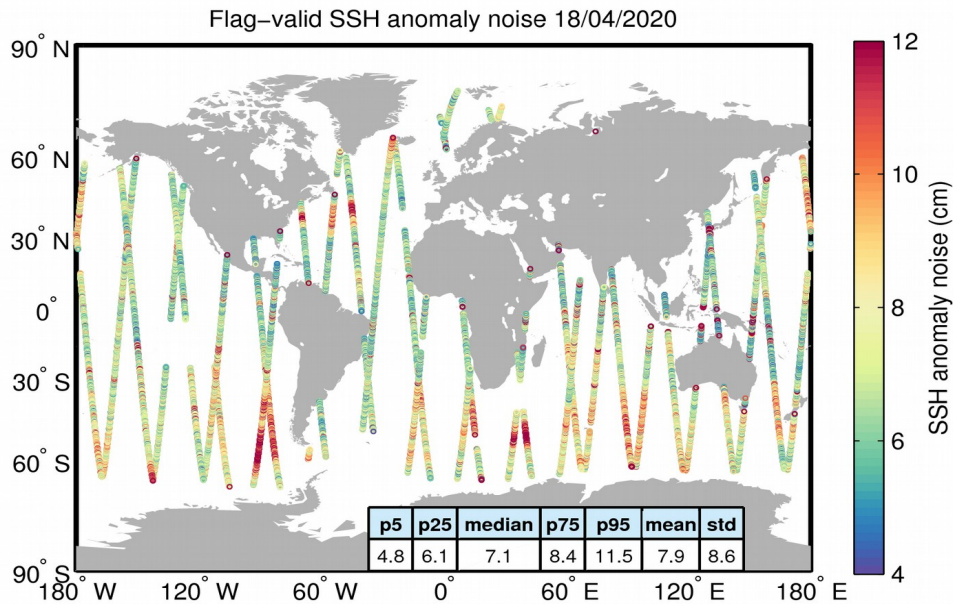 Flag−valid SSH anomaly noise 18/04/2020
90° N
60° N
30° N
0°
30° S
60° S
90° S
180° W
120° W
60° W
0°
60° E
120° E
180° E
p5 p25 median p75 p95 mean std
4.8 6.1 7.1 8.4 11.5 7.9 8.6
12
10
8
6
4
SSH anomaly noise (cm)